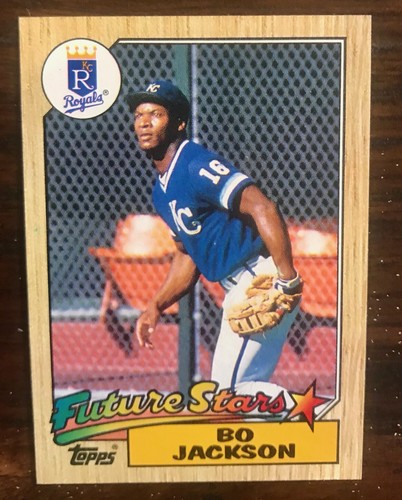 KC
R
Royals®
KC
16
KC
Future Stars
topps®
BO
JACKSON